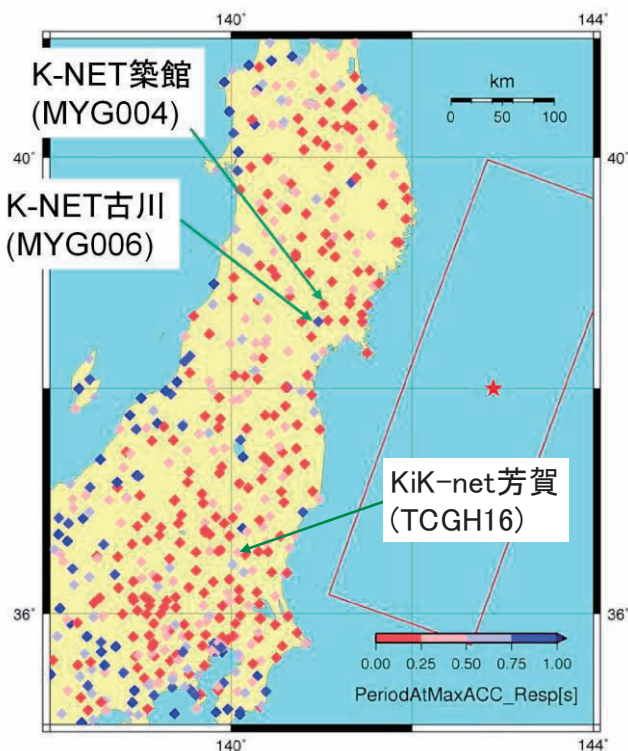 140°
144°
K-NET築館
(MYG004)
km
0 50 100
40°
40°
K-NET古川
(MYG006)
KiK-net芳賀
(TCGH16)
36°
36°
0.00 0.25 0.50 0.75 1.00
PeriodAtMaxACC_Resp[s]
140°
144°